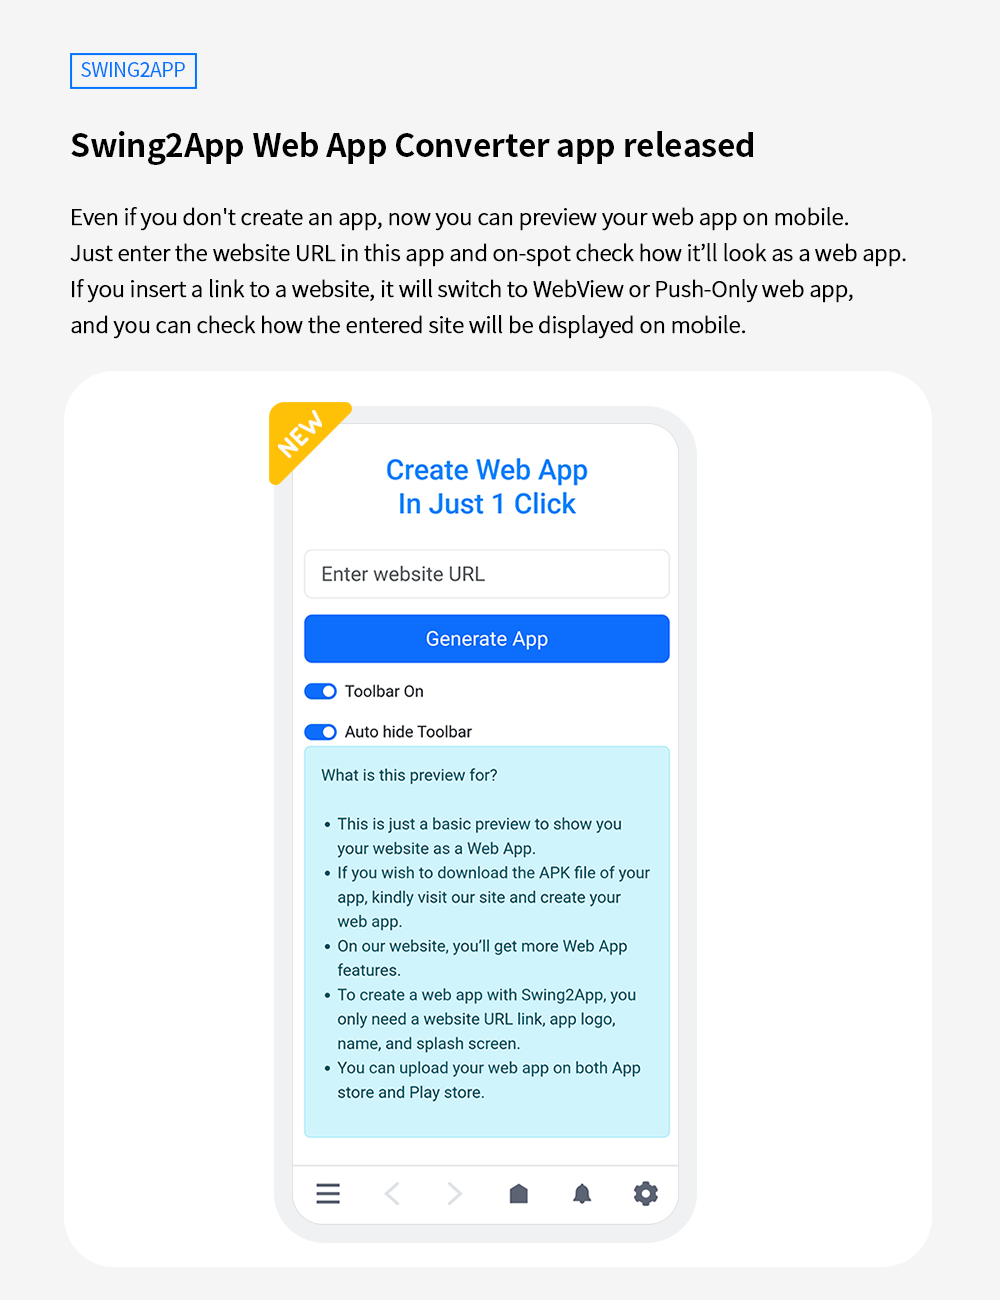 SWING2APP
Swing2App Web App Converter app released
Even if you don't create an app, now you can preview your web app on mobile.
Just enter the website URL in this app and on-spot check how it’ll look as a web app.
If you insert a link to a website, it will switch to WebView or Push-Only web app,
and you can check how the entered site will be displayed on mobile.
NEW
Create Web App
In Just 1 Click
Enter website URL
Generate App
Toolbar On
Auto hide Toolbar
What is this preview for?
• This is just a basic preview to show you
your website as a Web App.
• If you wish to download the APK file of your
app, kindly visit our site and create your
web app.
• On our website, you’ll get more Web App
features.
• To create a web app with Swing2App, you
only need a website URL link, app logo,
name, and splash screen.
• You can upload your web app on both App
store and Play store.